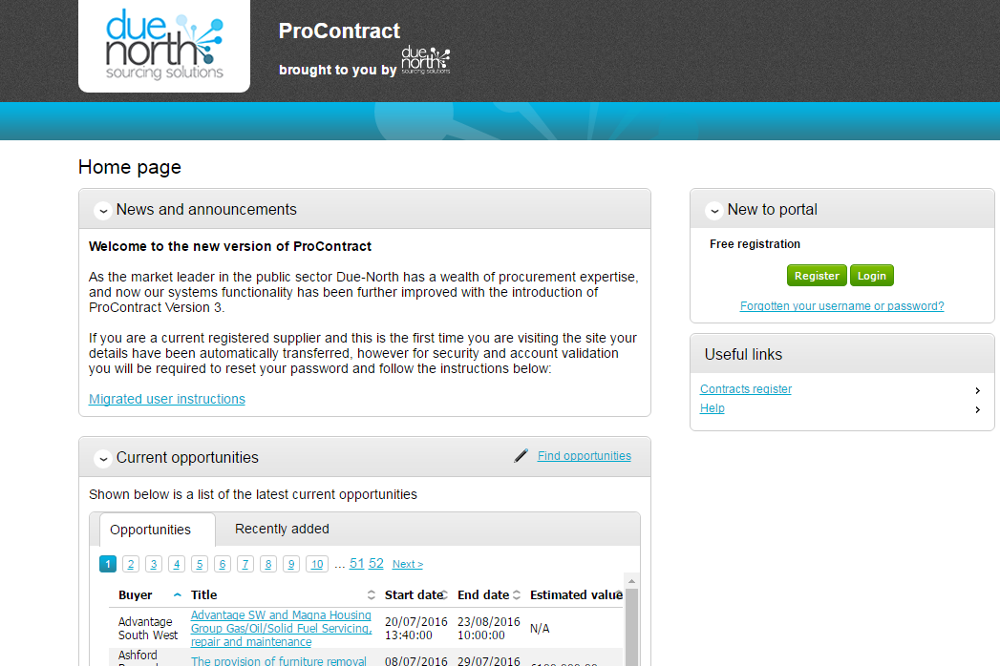 due
north
sourcing solutions
ProContract
brought to you by due north sourcing solutions
Home page
News and announcements
Welcome to the new version of ProContract
As the market leader in the public sector Due-North has a wealth of procurement expertise,
and now our systems functionality has been further improved with the introduction of
ProContract Version 3.
If you are a current registered supplier and this is the first time you are visiting the site your
details have been automatically transferred, however for security and account validation
you will be required to reset your password and follow the instructions below:
Migrated user instructions
New to portal
Free registration
Register Login
Forgotten your username or password?
Useful links
Contracts register
Help
Current opportunities
Find opportunities
Shown below is a list of the latest current opportunities
Opportunities Recently added
1 2 3 4 5 6 7 8 9 10 ... 51 52 Next >
Buyer Title Start date End date Estimated value
Advantage South West
Advantage SW and Magna Housing
Group Gas/Oil/Solid Fuel Servicing,
repair and maintenance
20/07/2016
13:40:00
23/08/2016
10:00:00
N/A
Ashford
The provision of furniture removal
08/07/2016 29/07/2016